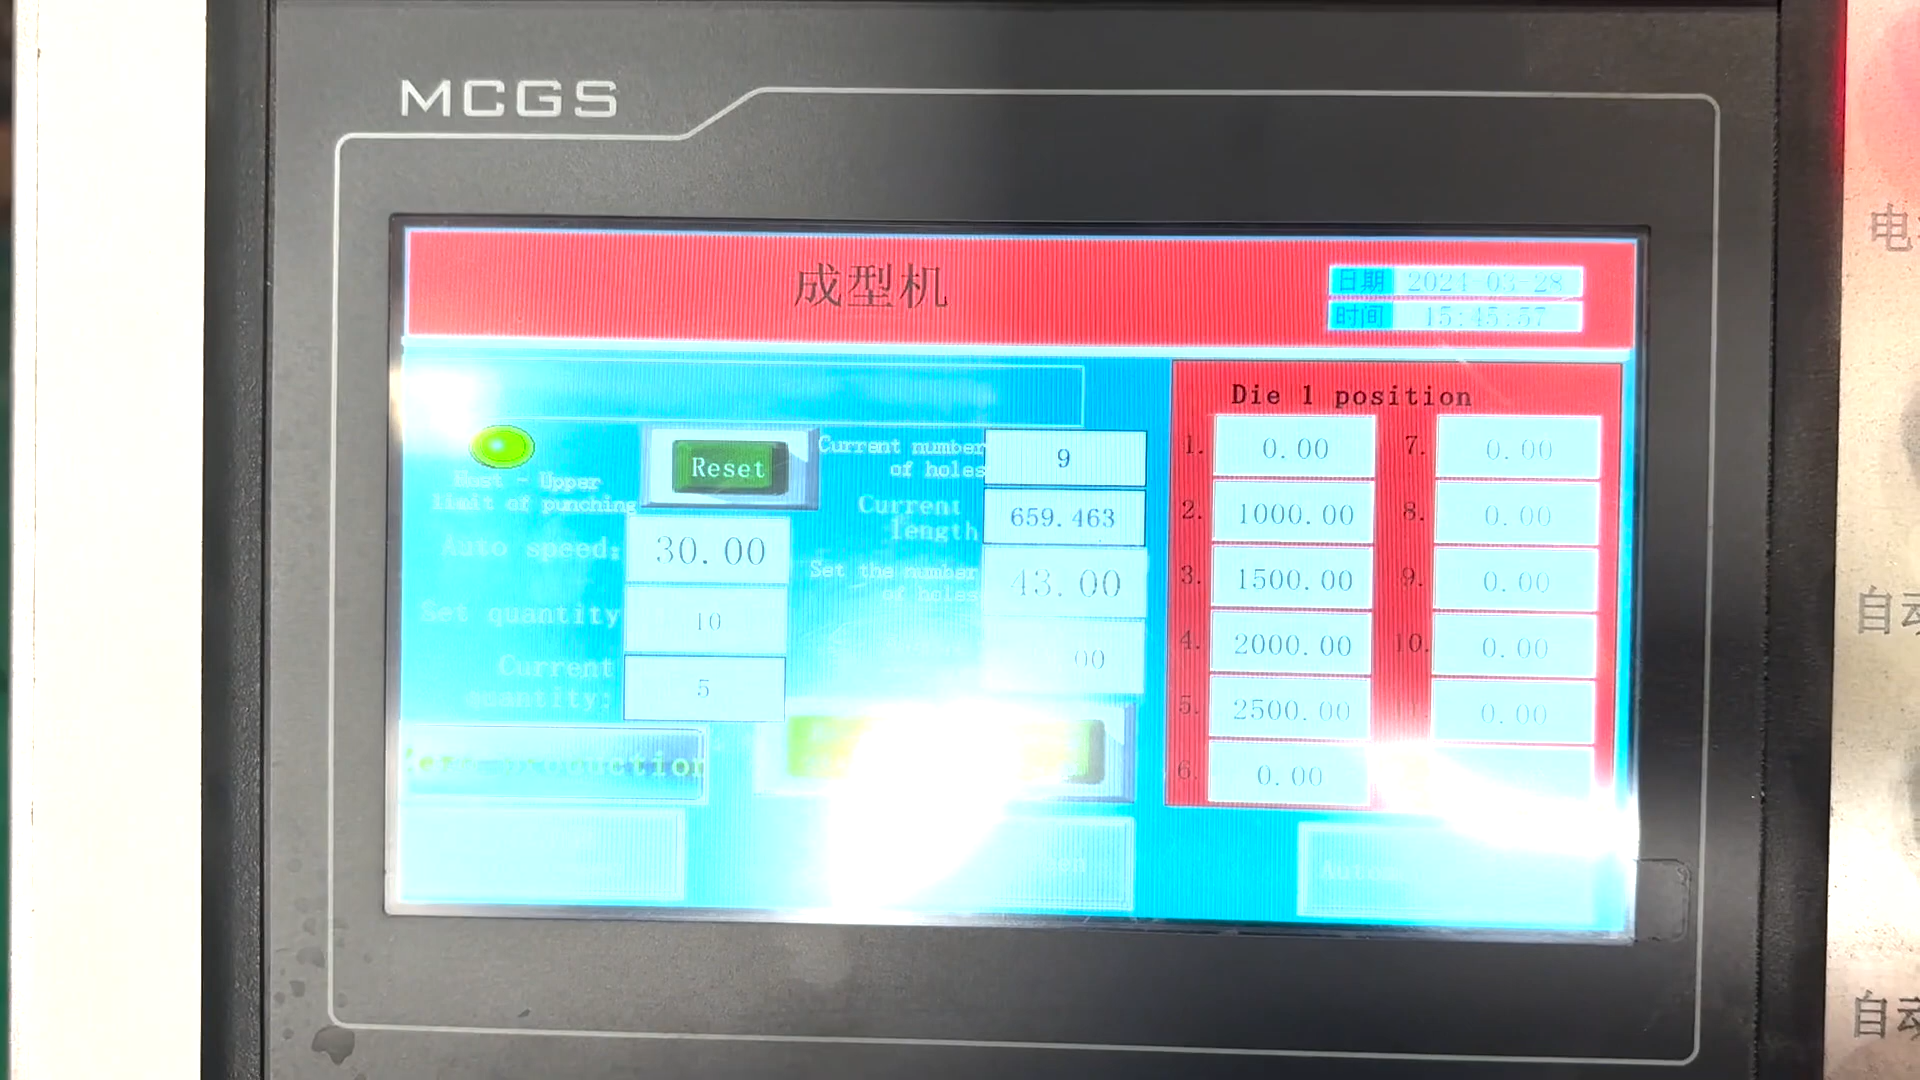 MCGS
成型机
日期 2024-03-28
时间 15:45:57
Die 1 position
Reset
Host - Upper
limit of punching
Current number
of holes
9
Current
length
659.463
Auto speed:
30.00
Set the number
of holes
43.00
Set quantity
10
00
Current
quantity:
5
1. 0.00
2. 1000.00
3. 1500.00
4. 2000.00
5. 2500.00
6. 0.00
7. 0.00
8. 0.00
9. 0.00
10. 0.00
0.00
自动
自动